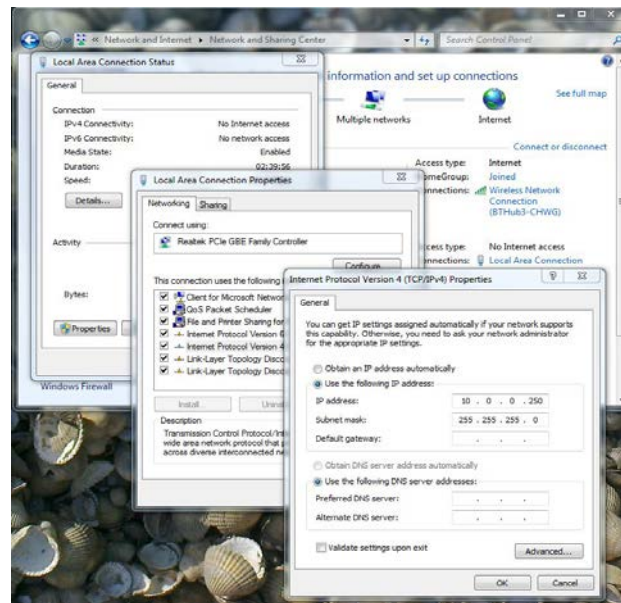 Network and Internet
Network and Sharing Center
Search Control Panel
information and set up connections
See full map
Multiple networks
Internet
Connect or disconnect
Access type: Internet
HomeGroup: Joined
Wireless Network
Connection
(BTHub3-CHWG)
No Internet access
Local Area Connection
Windows Firewall
Local Area Connection Status
General
Connection
IPv4 Connectivity: No Internet access
IPv6 Connectivity: No network access
Media State: Enabled
Duration: 02:39:56
Speed:
Details...
Activity
Bytes:
Properties
Local Area Connection Properties
Networking
Sharing
Connect using:
Realtek PCIe GBE Family Controller
Configure...
This connection uses the following
Client for Microsoft Networ
QoS Packet Scheduler
File and Printer Sharing for
Internet Protocol Version 6
Internet Protocol Version 4
Link-Layer Topology Disco
Link-Layer Topology Disco
Install...
Uninst
Description
Transmission Control Protocol/Inte
wide area network protocol that p
across diverse interconnected ne
Internet Protocol Version 4 (TCP/IPv4) Properties
General
You can get IP settings assigned automatically if your network supports
this capability. Otherwise, you need to ask your network administrator
for the appropriate IP settings.
Obtain an IP address automatically
Use the following IP address:
IP address: 10 . 0 . 0 . 250
Subnet mask: 255 . 255 . 255 . 0
Default gateway: . . .
Obtain DNS server address automatically
Use the following DNS server addresses:
Preferred DNS server: . . .
Alternate DNS server: . . .
Validate settings upon exit
Advanced...
OK
Cancel